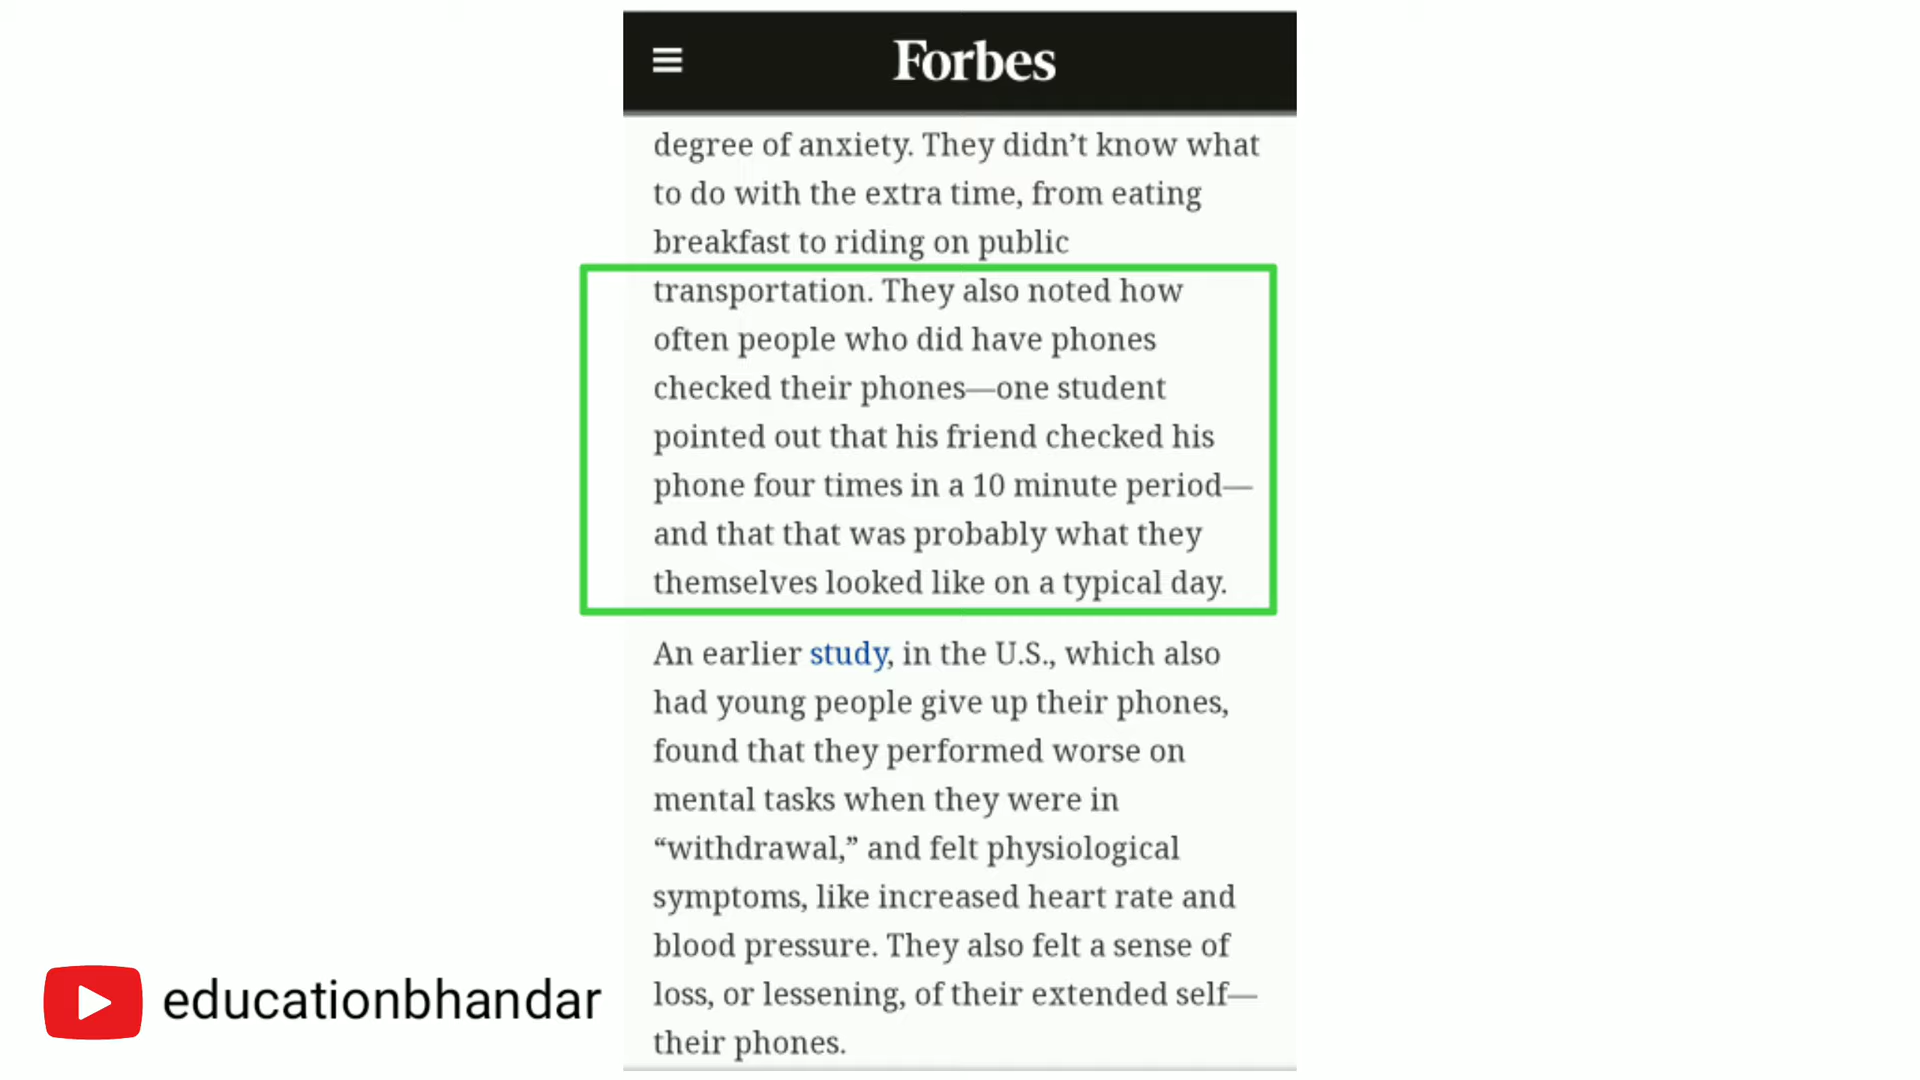 Forbes
degree of anxiety. They didn’t know what
to do with the extra time, from eating
breakfast to riding on public
transportation. They also noted how
often people who did have phones
checked their phones—one student
pointed out that his friend checked his
phone four times in a 10 minute period—
and that that was probably what they
themselves looked like on a typical day.
An earlier study, in the U.S., which also
had young people give up their phones,
found that they performed worse on
mental tasks when they were in
“withdrawal,” and felt physiological
symptoms, like increased heart rate and
blood pressure. They also felt a sense of
loss, or lessening, of their extended self—
their phones.
educationbhandar